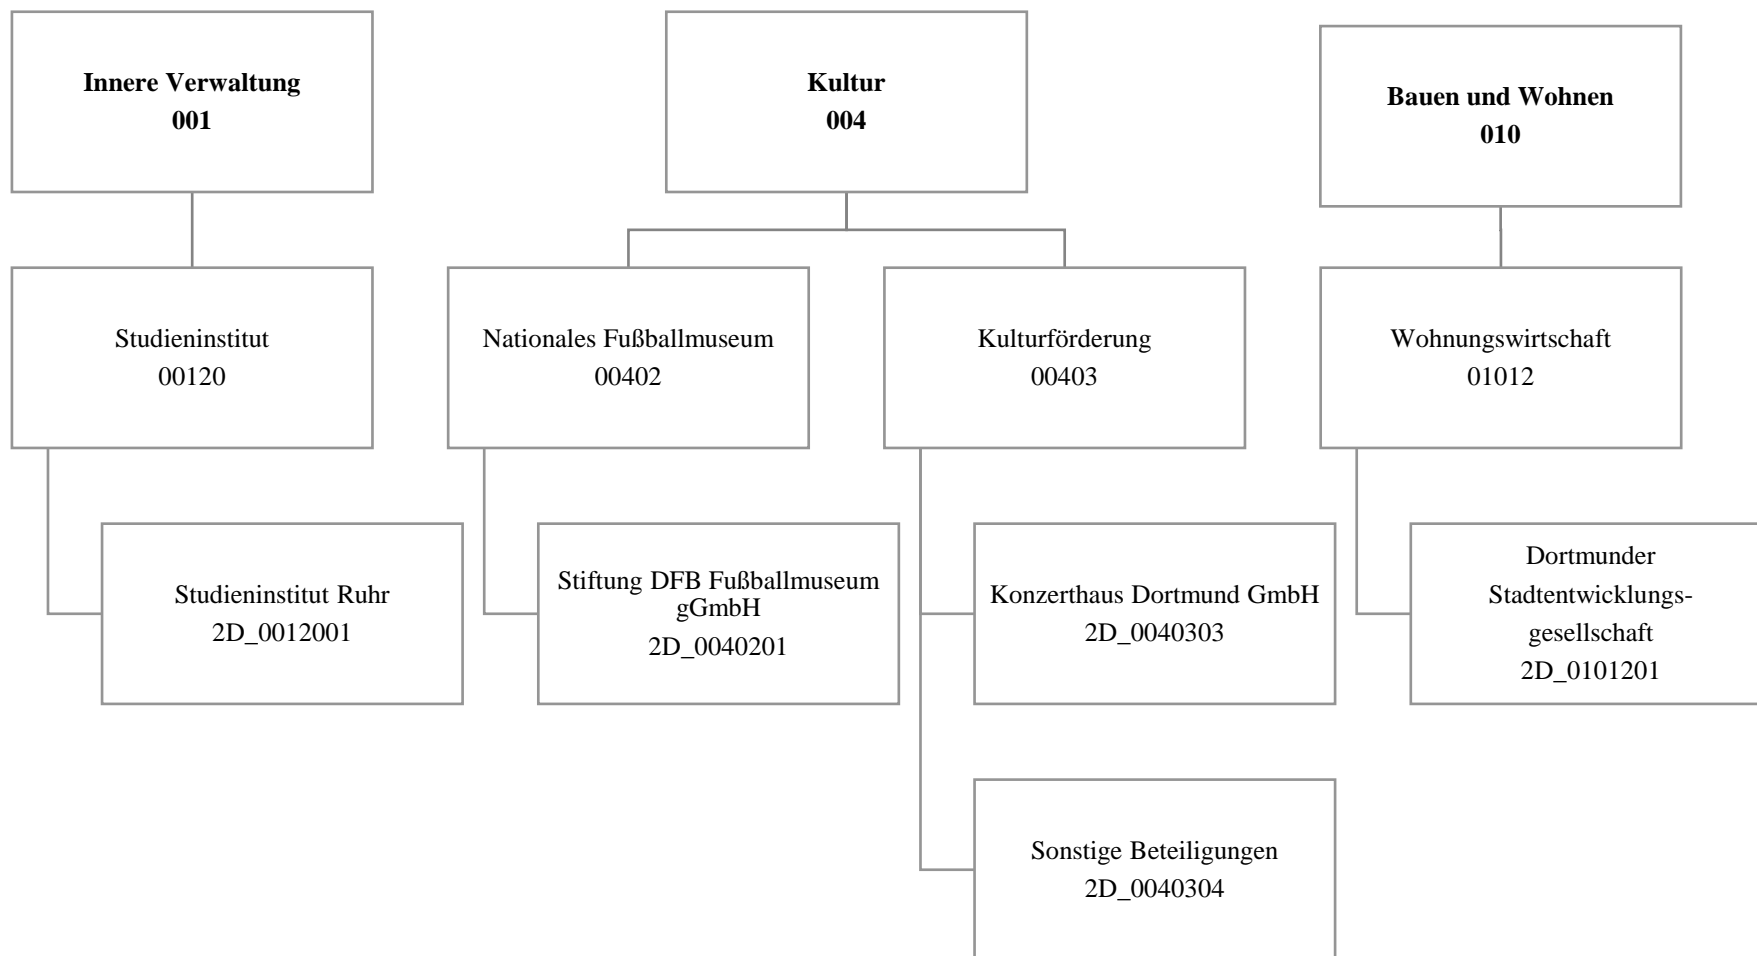 Innere Verwaltung
001
Kultur
004
Bauen und Wohnen
010
Studieninstitut
00120
Nationales Fußballmuseum
00402
Kulturförderung
00403
Wohnungswirtschaft
01012
Studieninstitut Ruhr
2D_0012001
Stiftung DFB Fußballmuseum
gGmbH
2D_0040201
Konzerthaus Dortmund GmbH
2D_0040303
Dortmunder
Stadtentwicklungs-
gesellschaft
2D_0101201
Sonstige Beteiligungen
2D_0040304